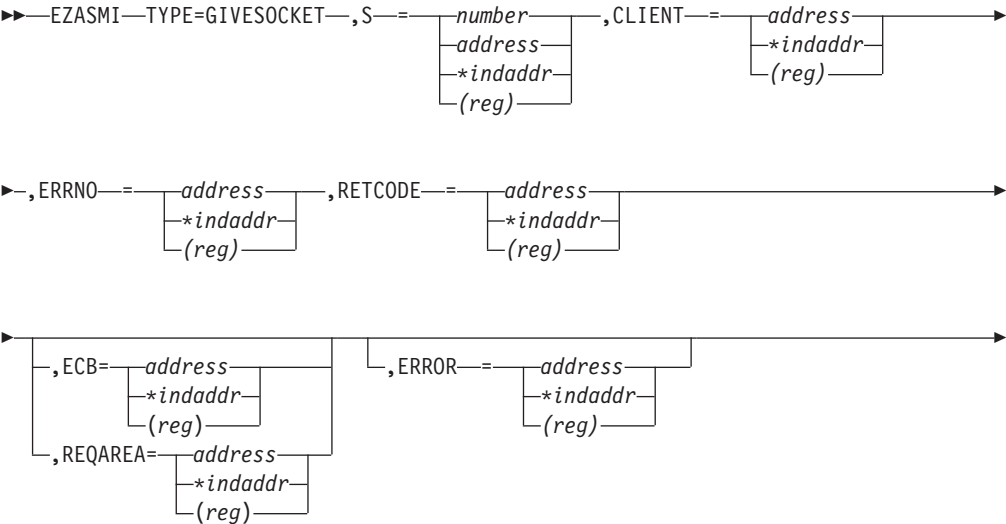 EZASMI TYPE=GIVESOCKET ,S = number ,CLIENT = address
address *indaddr
*indaddr (reg)
(reg)
,ERRNO = address ,RETCODE = address
*indaddr *indaddr
(reg) (reg)
,ECB= address ,ERROR = address
*indaddr *indaddr
(reg) (reg)
,REQAREA= address
*indaddr
(reg)